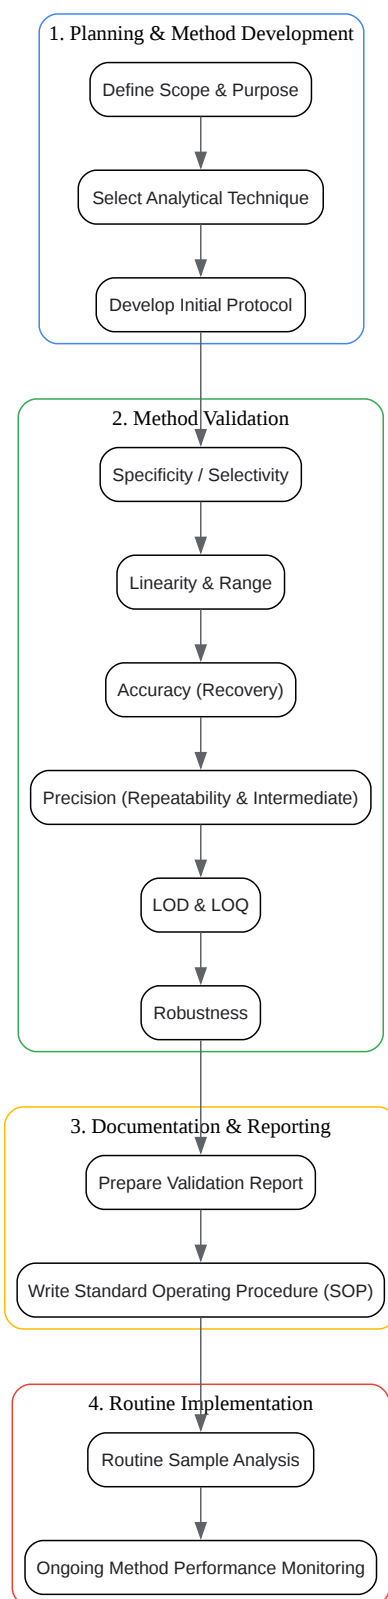 1. Planning & Method Development
Define Scope & Purpose
Select Analytical Technique
Develop Initial Protocol
2. Method Validation
Specificity / Selectivity
Linearity & Range
Accuracy (Recovery)
Precision (Repeatability & Intermediate)
LOD & LOQ
Robustness
3. Documentation & Reporting
Prepare Validation Report
Write Standard Operating Procedure (SOP)
4. Routine Implementation
Routine Sample Analysis
Ongoing Method Performance Monitoring